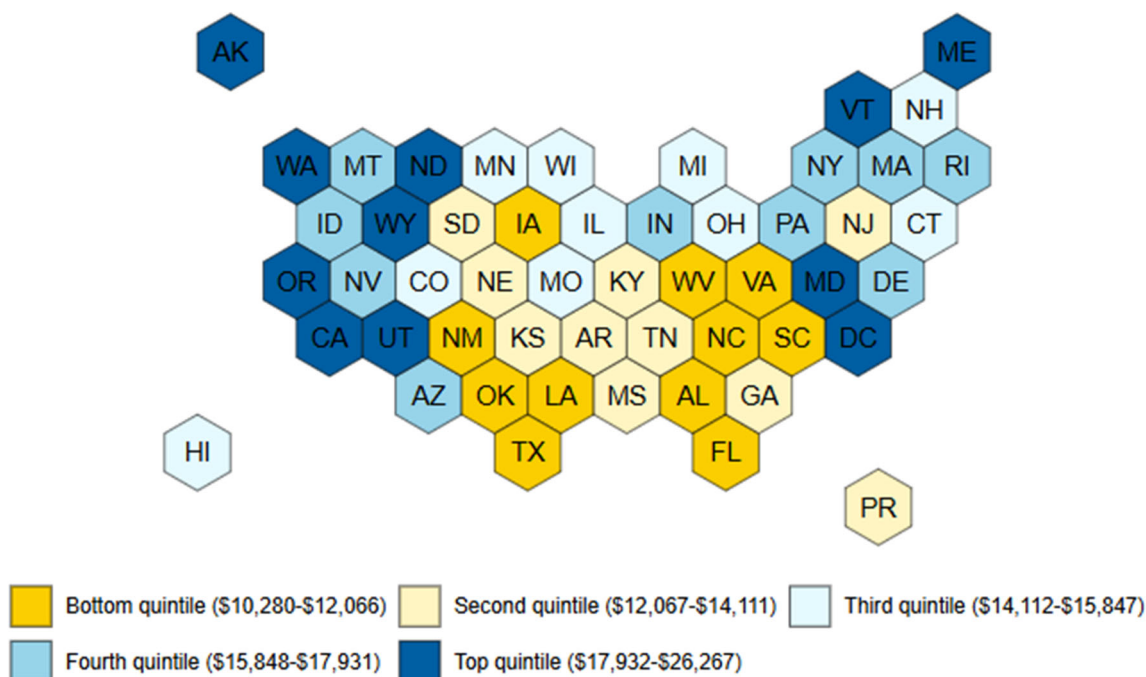 AK ME
VT NH
WA MT ND MN WI MI NY MA RI
ID WY SD IA IL IN OH PA NJ CT
OR NV CO NE MO KY WV VA MD DE
CA UT NM KS AR TN NC SC DC
AZ OK LA MS AL GA
HI TX FL
PR
Bottom quintile ($10,280-$12,066) Second quintile ($12,067-$14,111) Third quintile ($14,112-$15,847)
Fourth quintile ($15,848-$17,931) Top quintile ($17,932-$26,267)